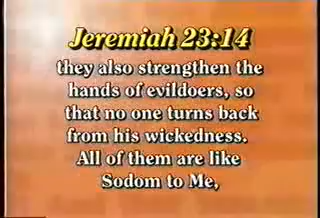 Jeremiah 23:14
they also strengthen the
hands of evildoers, so
that no one turns back
from his wickedness.
All of them are like
Sodom to Me,